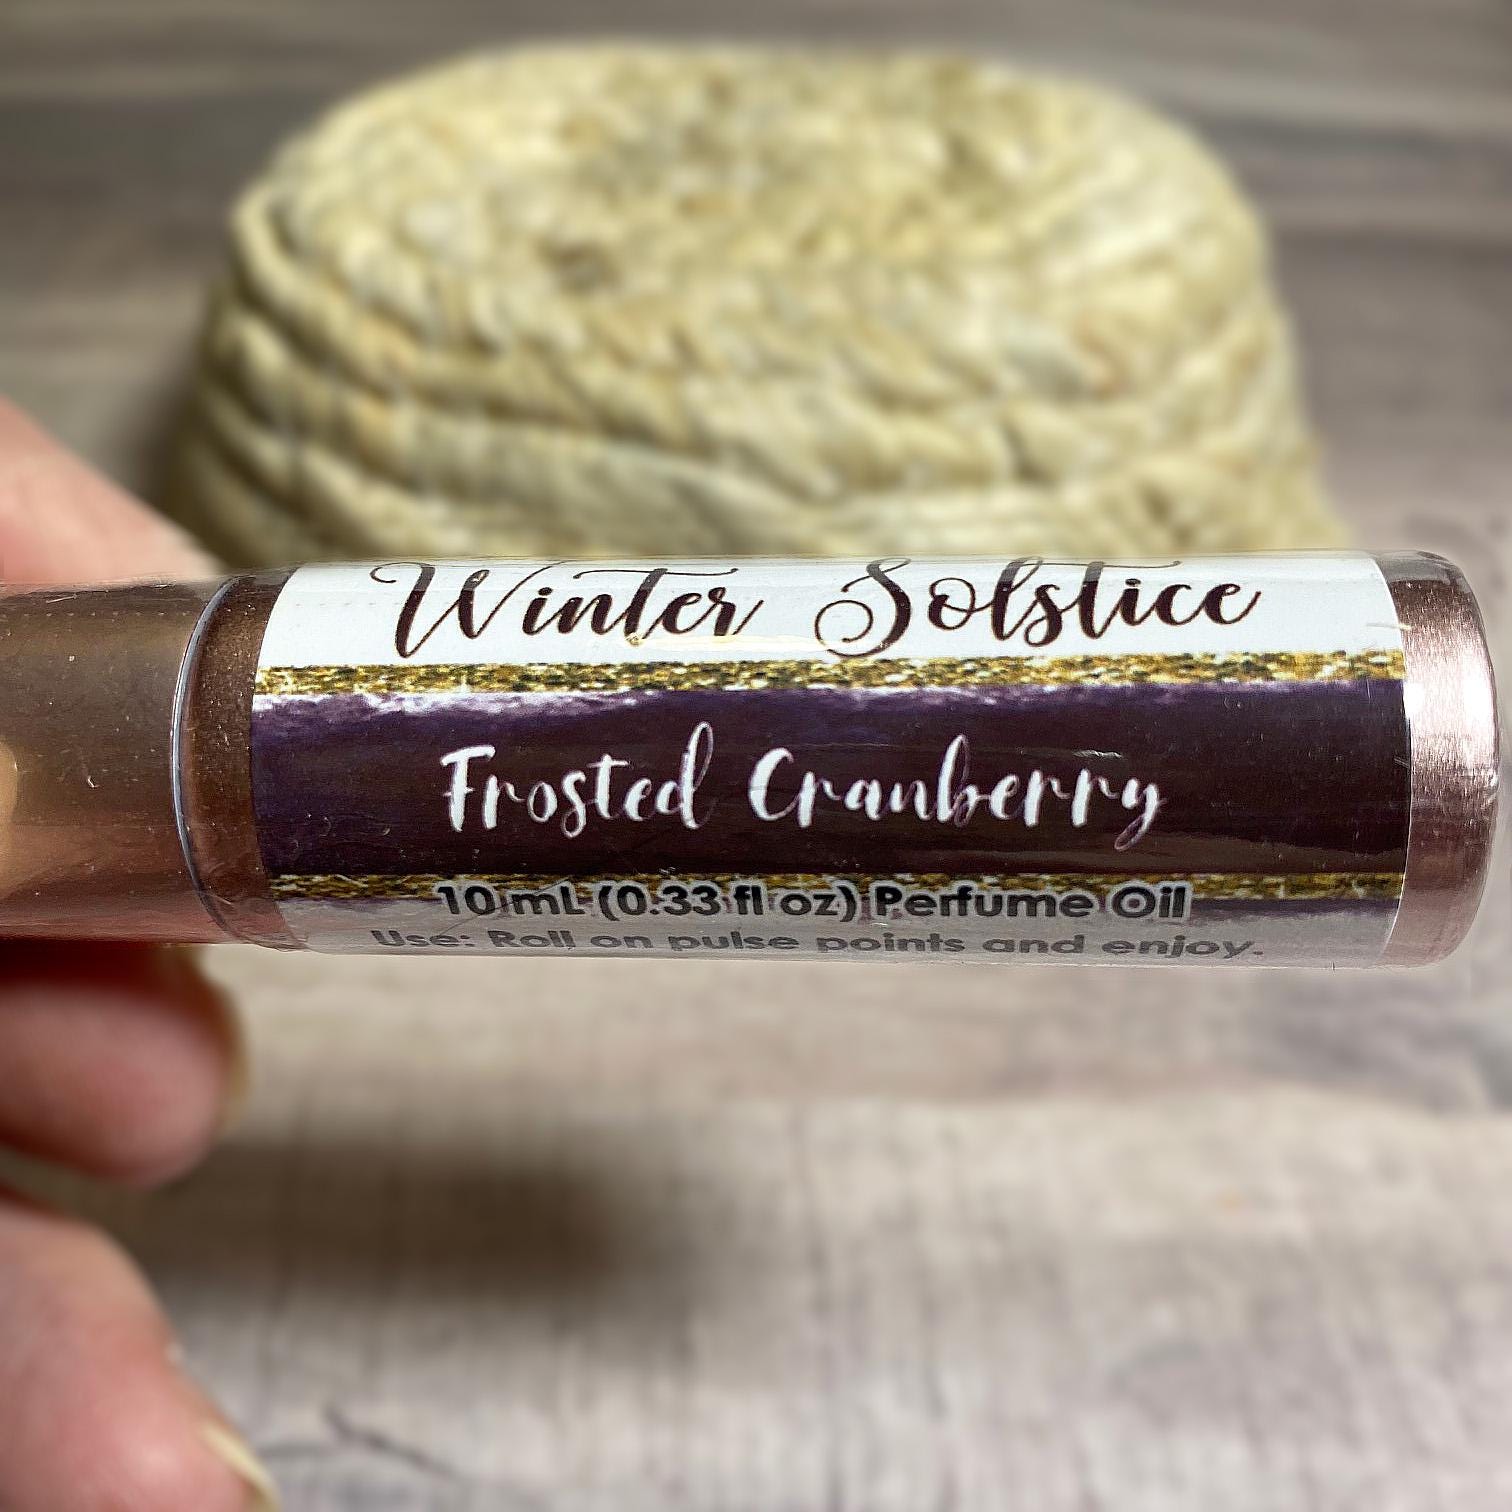 Winter Solstice
Frosted Cranberry
10 mL (0.33 fl oz) Perfume Oil
Use: Roll on pulse points and enjoy.